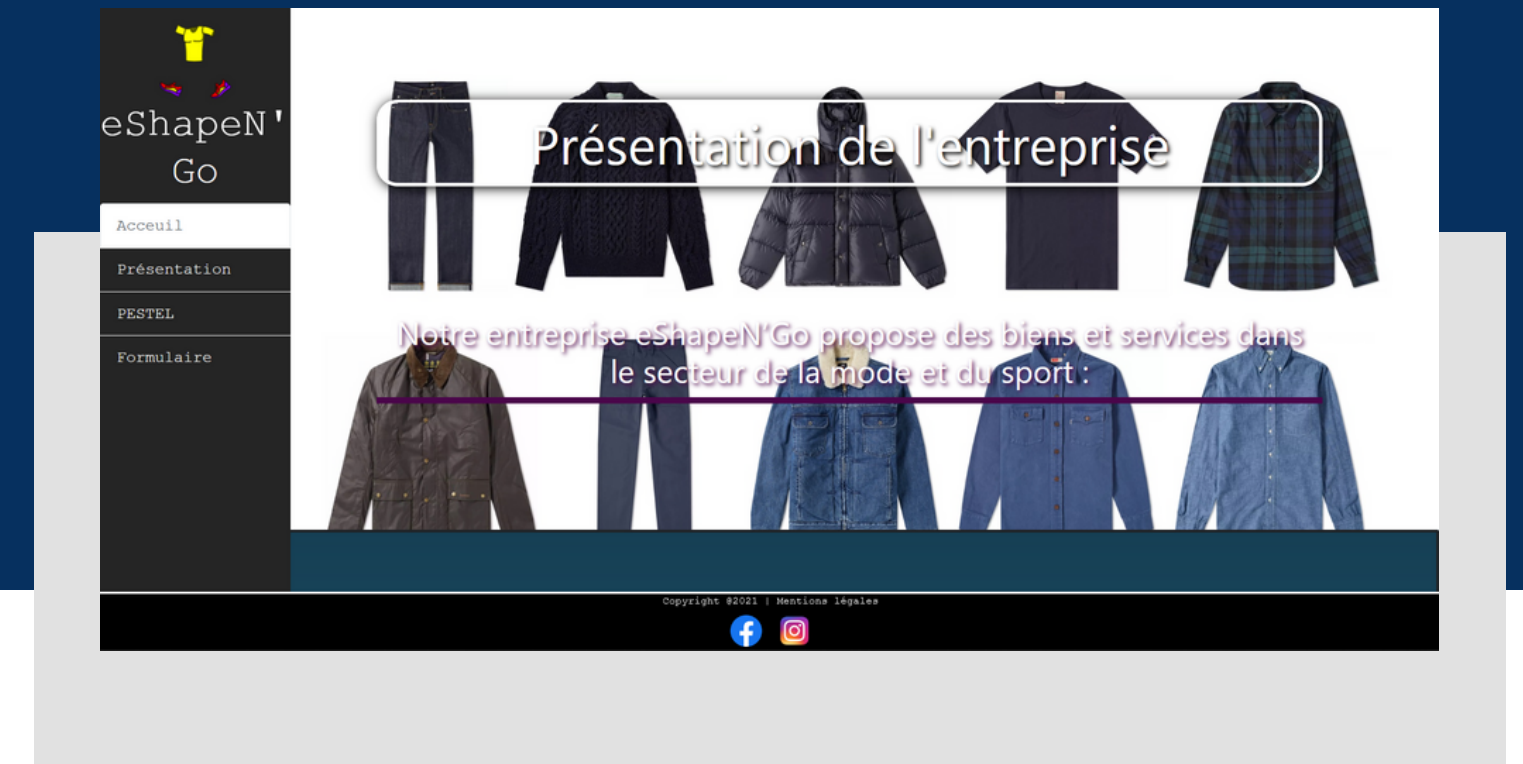 eShapeN'
Go
Acceuil
Présentation
PESTEL
Formulaire
Présentation de l'entreprise
Notre entreprise eShapeN'Go propose des biens et services dans
le secteur de la mode et du sport :
Copyright @2021 | Mentions légales